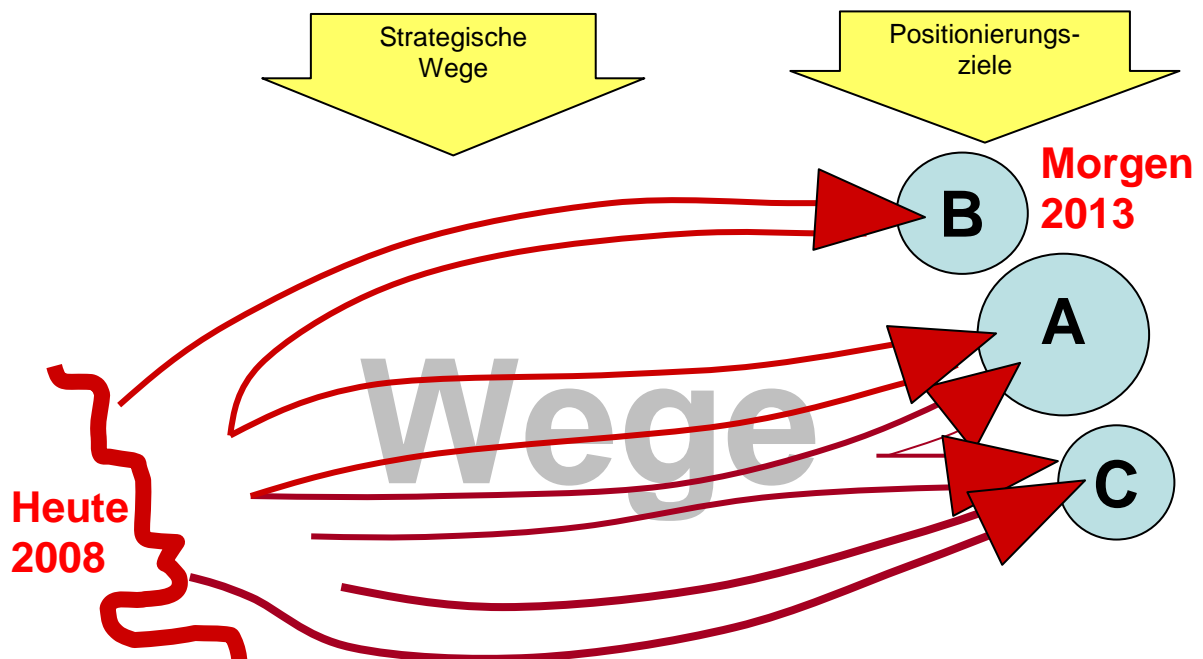 Strategische
Wege
Positionierungs-
ziele
Morgen
2013
B
A
Wege
C
Heute
2008